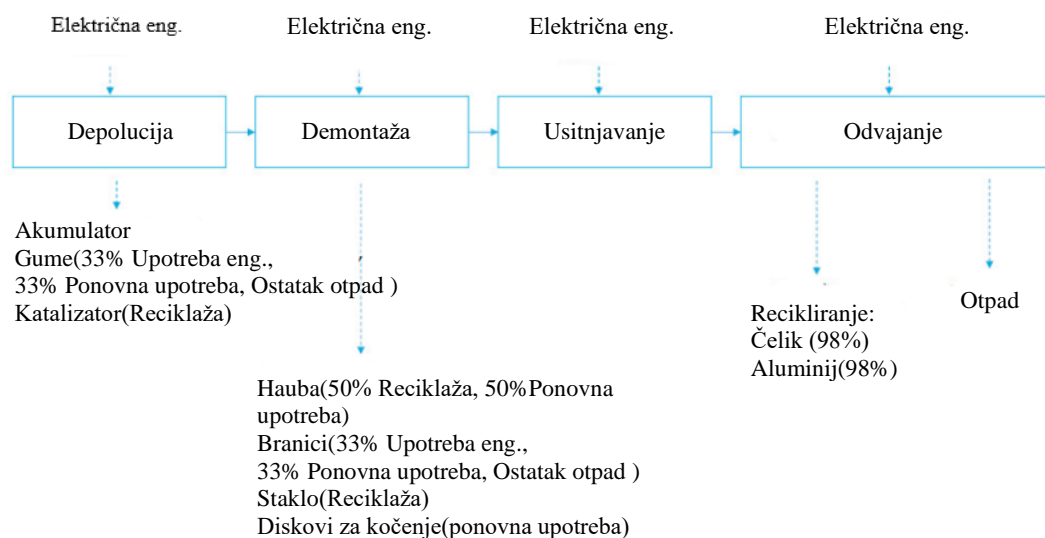 Električna eng.
Električna eng.
Električna eng.
Električna eng.
Depolucija
Demontaža
Usitnjavanje
Odvajanje
Akumulator
Gume(33% Upotreba eng.,
33% Ponovna upotreba, Ostatak otpad )
Katalizator(Reciklaža)
Hauba(50% Reciklaža, 50%Ponovna
upotreba)
Branici(33% Upotreba eng.,
33% Ponovna upotreba, Ostatak otpad )
Staklo(Reciklaža)
Diskovi za kočenje(ponovna upotreba)
Recikliranje:
Čelik (98%)
Aluminij(98%)
Otpad